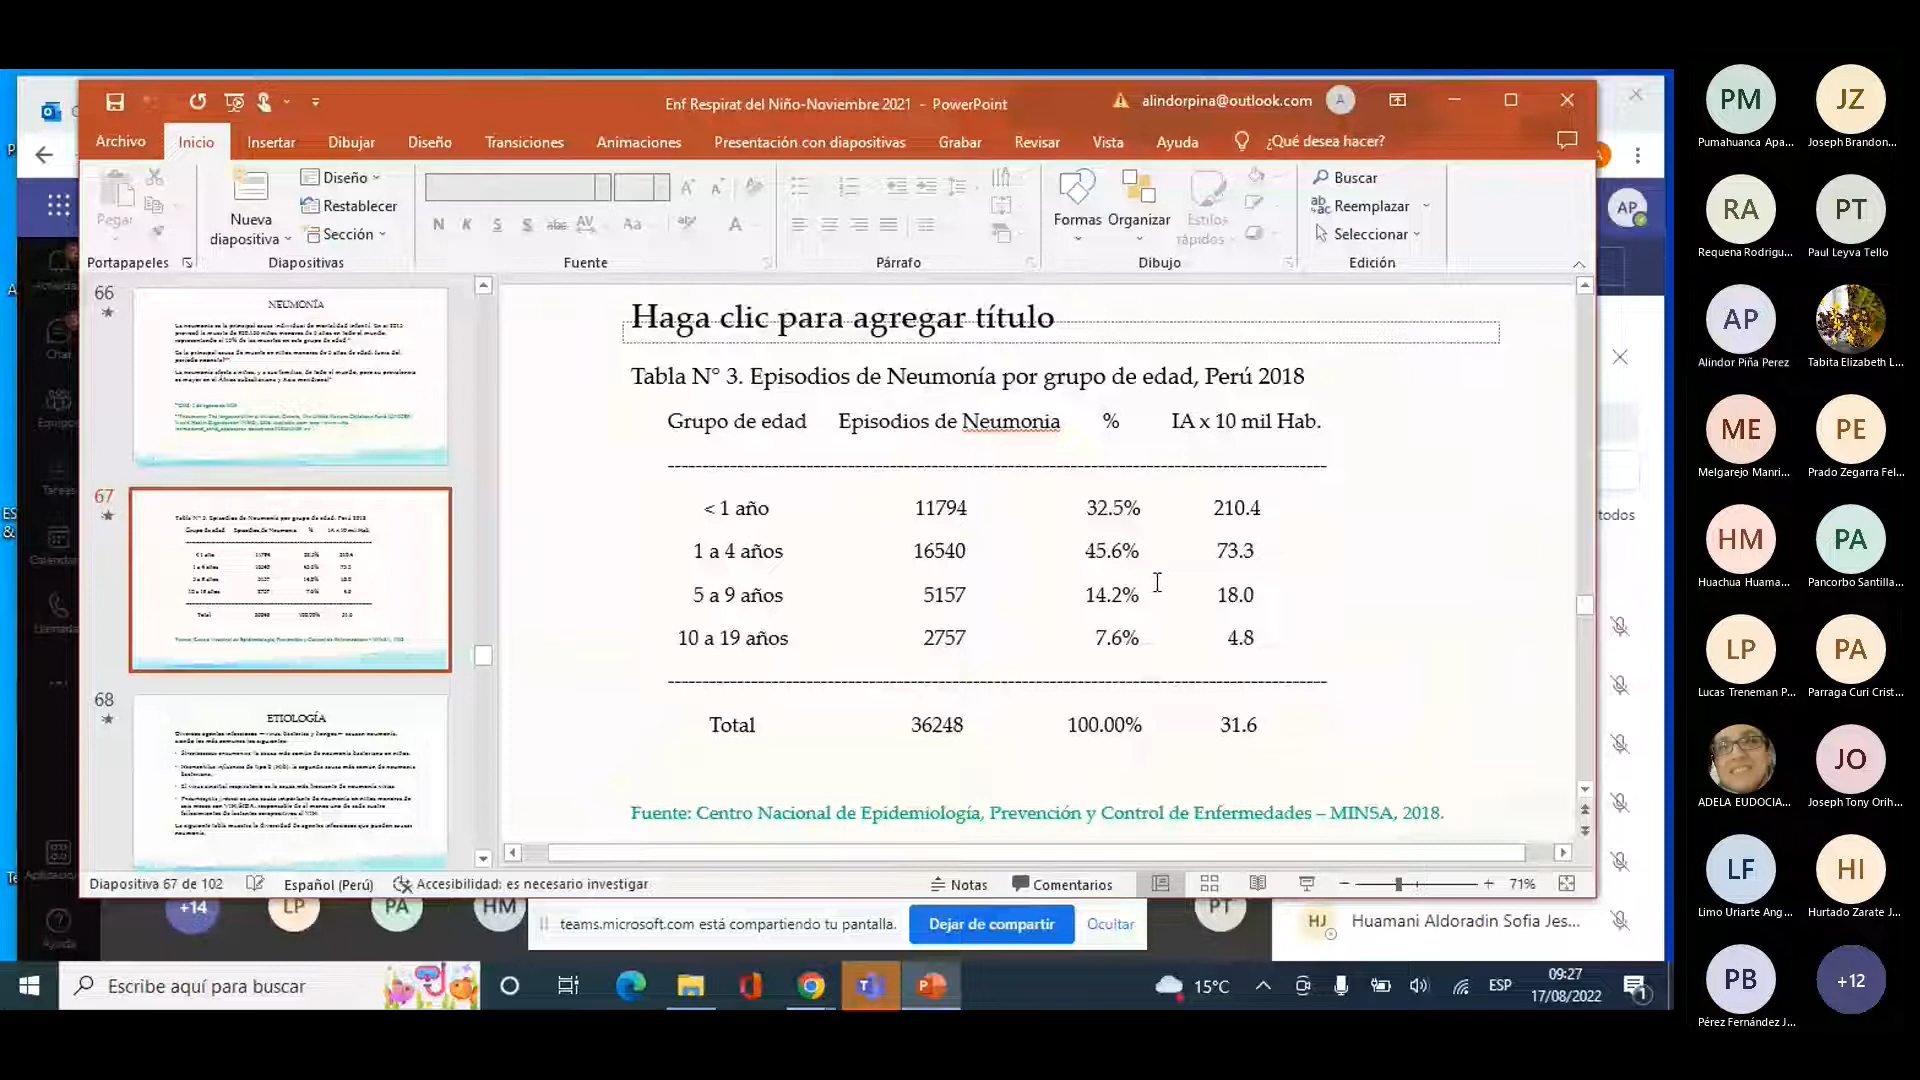 Enf Respirat del Niño-Noviembre 2021 - PowerPoint
alindorpina@outlook.com
A
Archivo
Inicio
Insertar
Dibujar
Diseño
Transiciones
Animaciones
Presentación con diapositivas
Grabar
Revisar
Vista
Ayuda
¿Qué desea hacer?
Pegar
Nueva diapositiva
Diseño
Restablecer
Sección
N K S S abc AV Aa A
Formas
Organizar
Estilos rápidos
Buscar
Reemplazar
Seleccionar
Portapapeles
Diapositivas
Fuente
Párrafo
Dibujo
Edición
66
NEUMONÍA
67
68
ETIOLOGÍA
Haga clic para agregar título
Tabla N° 3. Episodios de Neumonía por grupo de edad, Perú 2018
Grupo de edad Episodios de Neumonia % IA x 10 mil Hab.
< 1 año 11794 32.5% 210.4
1 a 4 años 16540 45.6% 73.3
5 a 9 años 5157 14.2% 18.0
10 a 19 años 2757 7.6% 4.8
Total 36248 100.00% 31.6
Fuente: Centro Nacional de Epidemiología, Prevención y Control de Enfermedades – MINSA, 2018.
Diapositiva 67 de 102
Español (Perú)
Accesibilidad: es necesario investigar
Notas
Comentarios
71%
AP
todos
+14
LP
PA
HM
PT
teams.microsoft.com está compartiendo tu pantalla.
Dejar de compartir
Ocultar
HJ
Huamani Aldoradin Sofia Jes...
Escribe aquí para buscar
15°C
ESP
09:27
17/08/2022
1
PM
Pumahuanca Apa...
JZ
Joseph Brandon...
RA
Requena Rodrigu...
PT
Paul Leyva Tello
AP
Alindor Piña Perez
Tabita Elizabeth L...
ME
Melgarejo Manri...
PE
Prado Zegarra Fel...
HM
Huachua Huama...
PA
Pancorbo Santilla...
LP
Lucas Treneman P...
PA
Parraga Curi Crist...
ADELA EUDOCIA...
JO
Joseph Tony Orih...
LF
Limo Uriarte Ang...
HI
Hurtado Zarate J...
PB
Pérez Fernández J...
+12